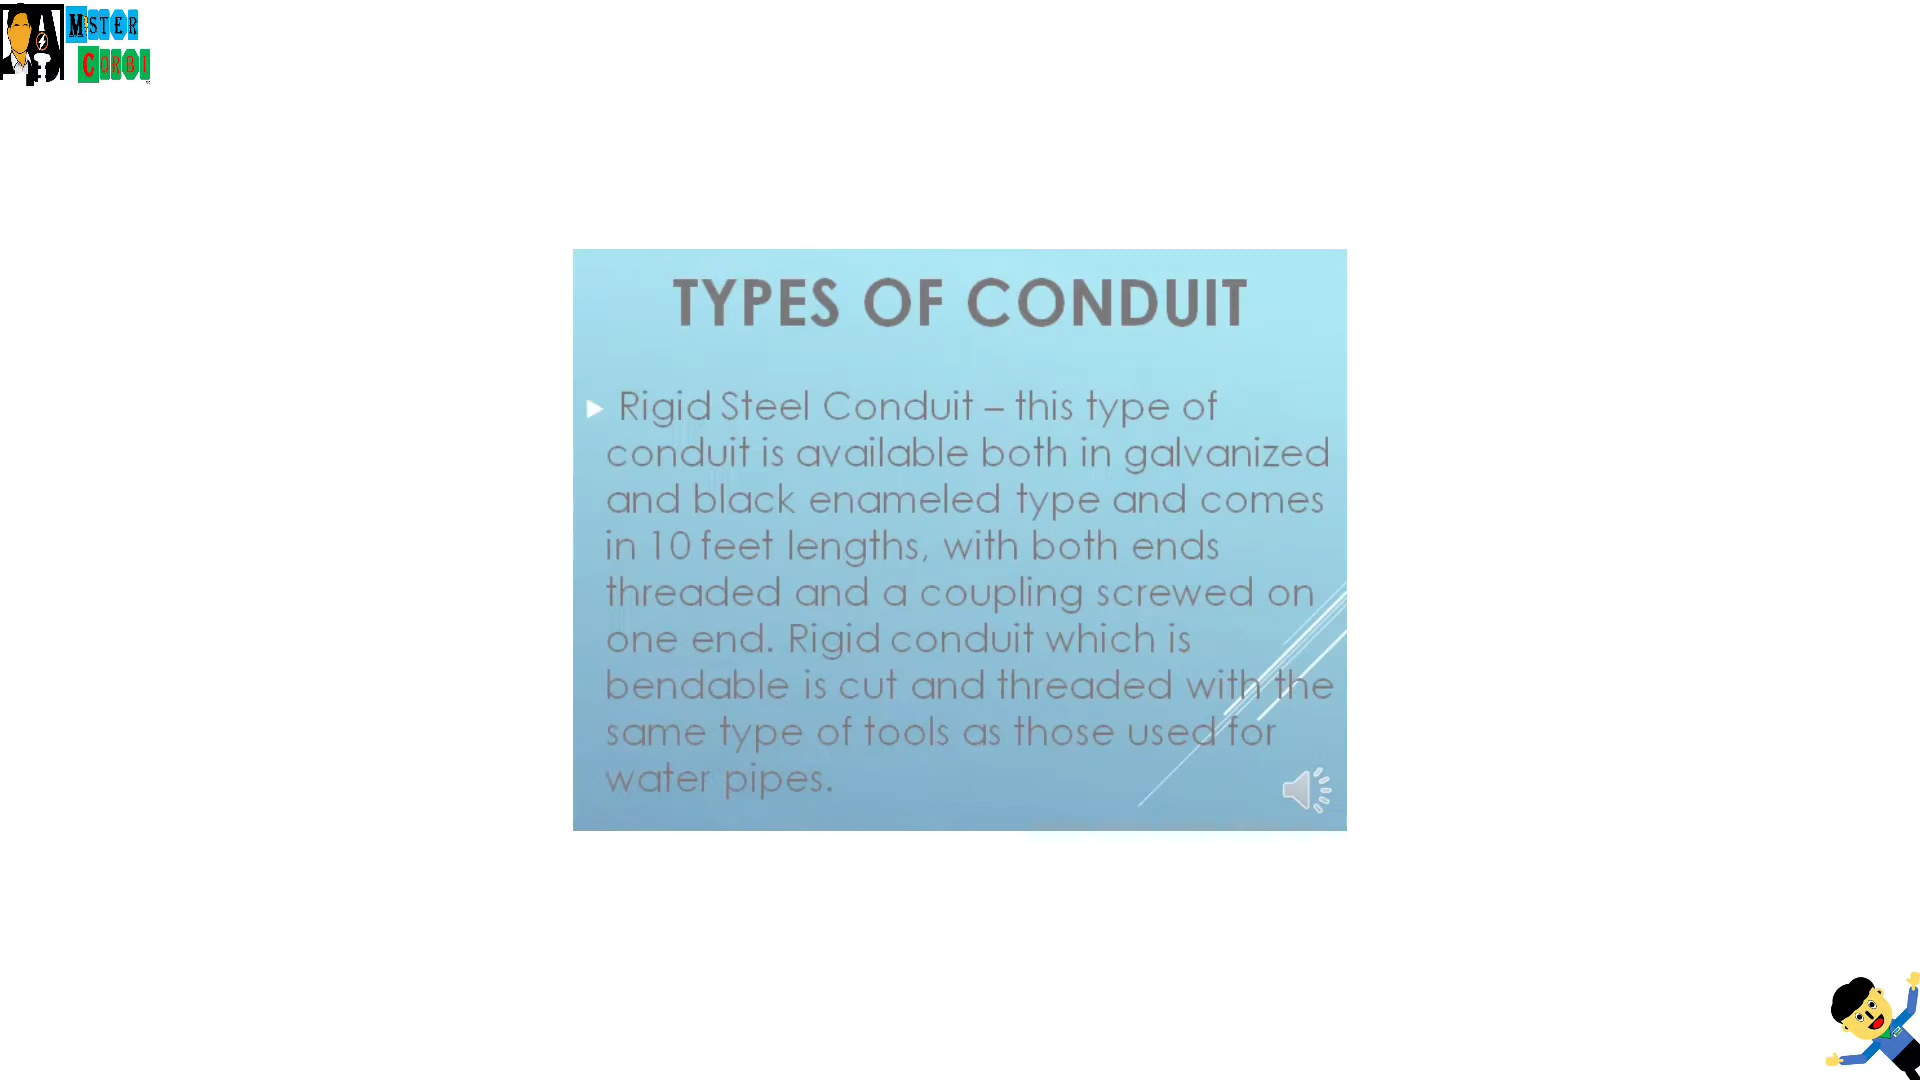 MISTER
CORBI
TYPES OF CONDUIT
Rigid Steel Conduit – this type of
conduit is available both in galvanized
and black enameled type and comes
in 10 feet lengths, with both ends
threaded and a coupling screwed on
one end. Rigid conduit which is
bendable is cut and threaded with the
same type of tools as those used for
water pipes.